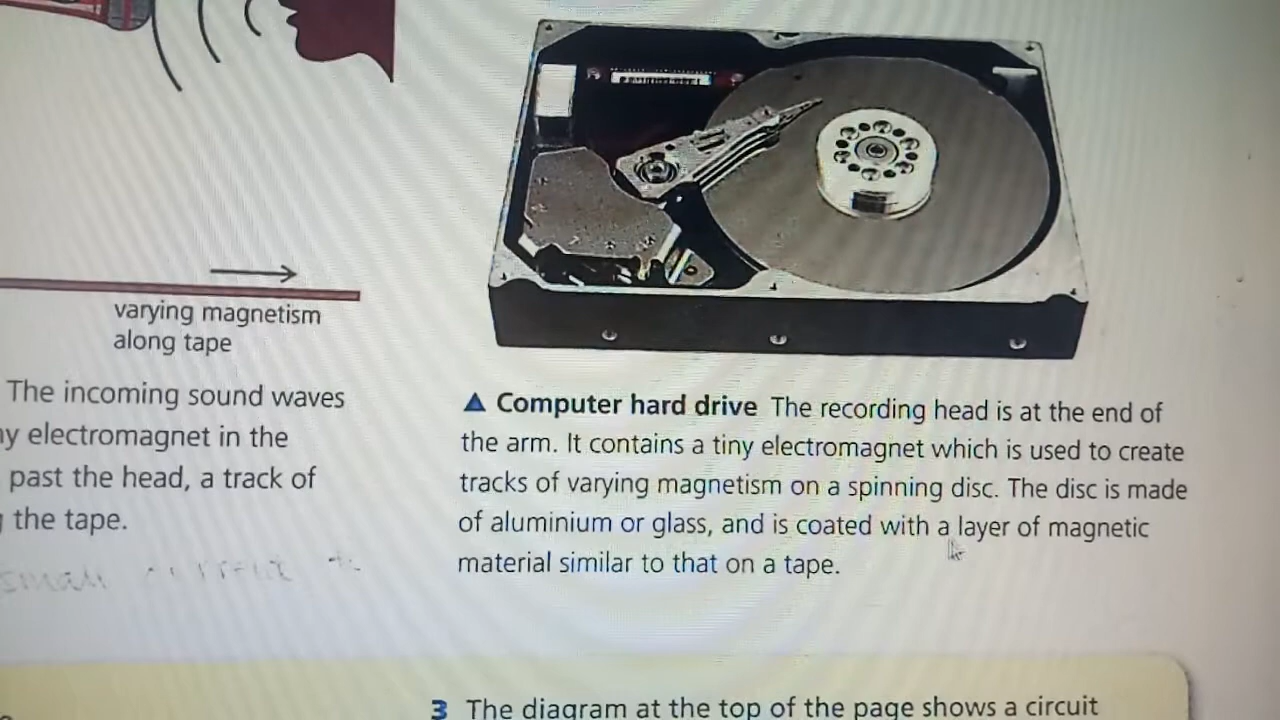 varying magnetism
along tape
The incoming sound waves
electromagnet in the
past the head, a track of
the tape.
small
▲ Computer hard drive The recording head is at the end of
the arm. It contains a tiny electromagnet which is used to create
tracks of varying magnetism on a spinning disc. The disc is made
of aluminium or glass, and is coated with a layer of magnetic
material similar to that on a tape.
3 The diagram at the top of the page shows a circuit